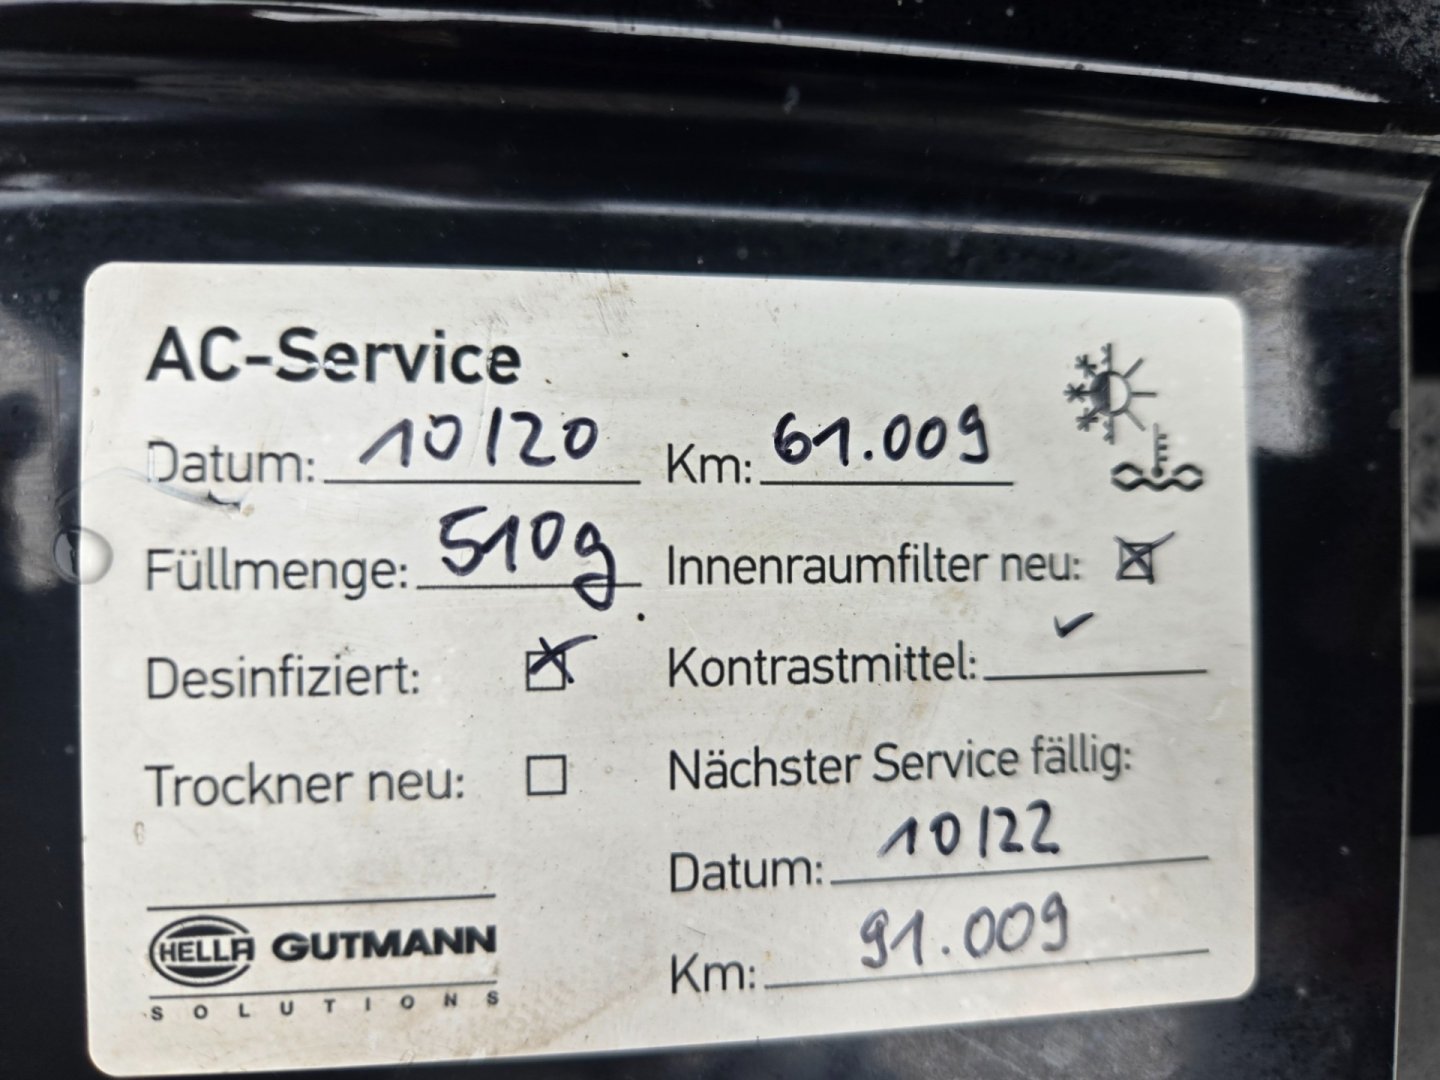 AC-Service
Datum: 10/20 Km: 61.009
Füllmenge: 510g Innenraumfilter neu: ☒
Desinfiziert: ☒ Kontrastmittel: ✓
Trockner neu: ☐ Nächster Service fällig:
Datum: 10/22
Km: 91.009
HELLA GUTMANN
SOLUTIONS